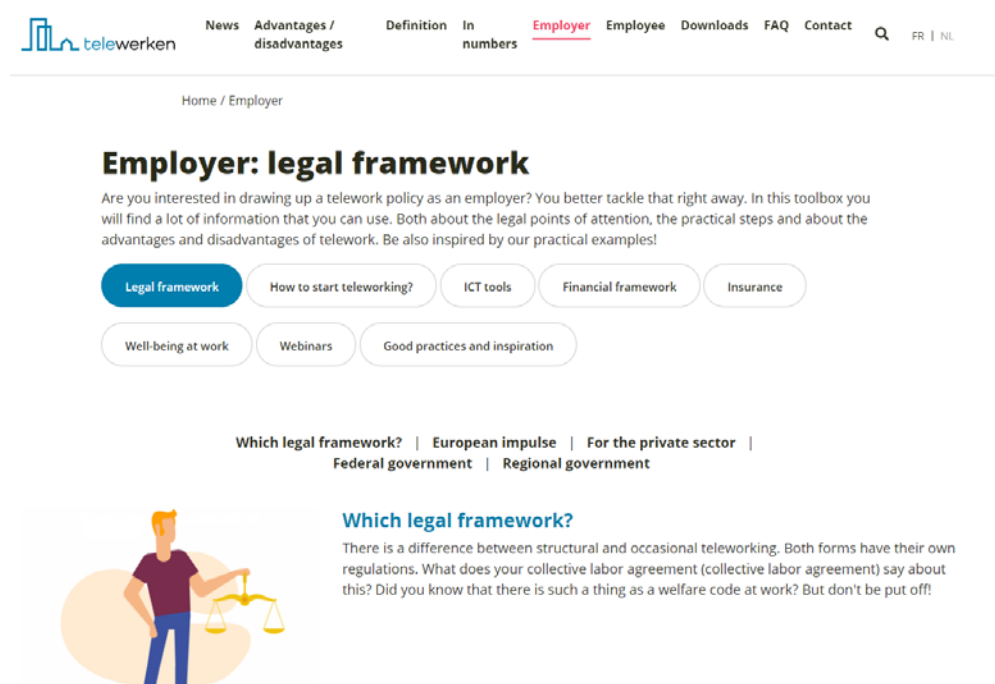 telewerken
News Advantages / disadvantages Definition In numbers Employer Employee Downloads FAQ Contact FR | NL
Home / Employer
Employer: legal framework
Are you interested in drawing up a telework policy as an employer? You better tackle that right away. In this toolbox you
will find a lot of information that you can use. Both about the legal points of attention, the practical steps and about the
advantages and disadvantages of telework. Be also inspired by our practical examples!
Legal framework How to start teleworking? ICT tools Financial framework Insurance
Well-being at work Webinars Good practices and inspiration
Which legal framework? | European impulse | For the private sector |
Federal government | Regional government
Which legal framework?
There is a difference between structural and occasional teleworking. Both forms have their own
regulations. What does your collective labor agreement (collective labor agreement) say about
this? Did you know that there is such a thing as a welfare code at work? But don't be put off!